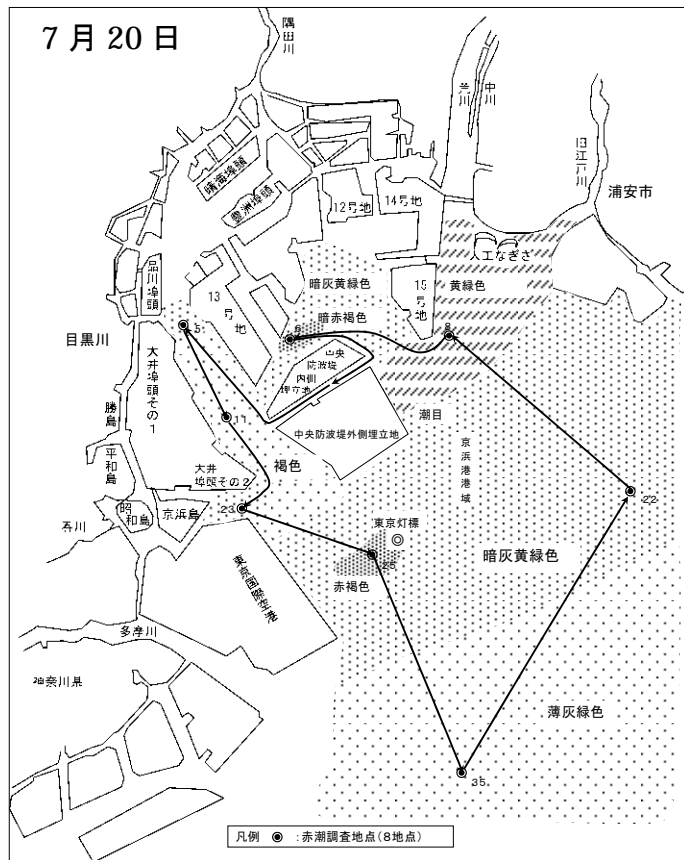 7月20日
隅田川
荒川
中川
旧江戸川
浦安市
晴海埠頭
豊洲埠頭
12号地
14号地
人工なぎさ
品川埠頭
暗灰黄緑色
黄緑色
15号地
13号地
暗赤褐色
5
6
8
目黒川
中央防波堤内側埋立地
大井埠頭その1
潮目
勝島
11
中央防波堤外側埋立地
京浜港港域
平和島
大井埠頭その2
褐色
22
昭和島
京浜島
23
東京灯標
25
暗灰黄緑色
赤褐色
東京国際空港
多摩川
神奈川県
薄灰緑色
35
凡例 ◉ :赤潮調査地点(8地点)